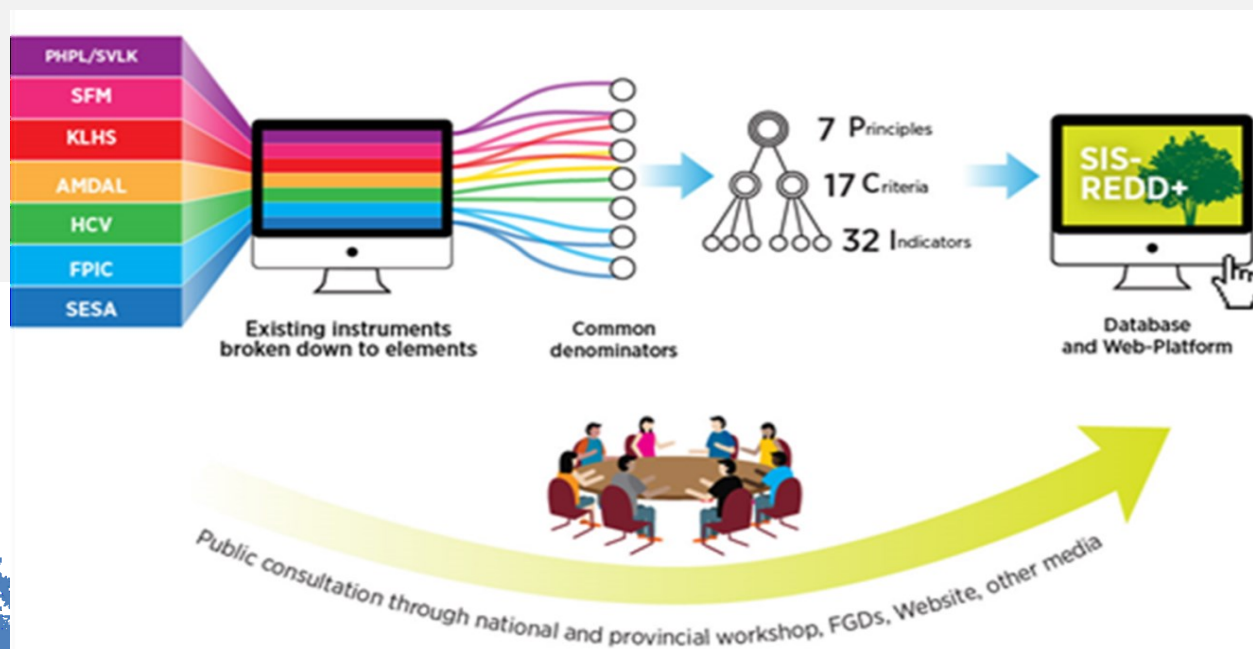 PHPL/SVLK
SFM
KLHS
AMDAL
HCV
FPIC
SESA
Existing instruments
broken down to elements
Common
denominators
7 Principles
17 Criteria
32 Indicators
SIS-
REDD+
Database
and Web-Platform
Public consultation through national and provincial workshop, FGDs, Website, other media